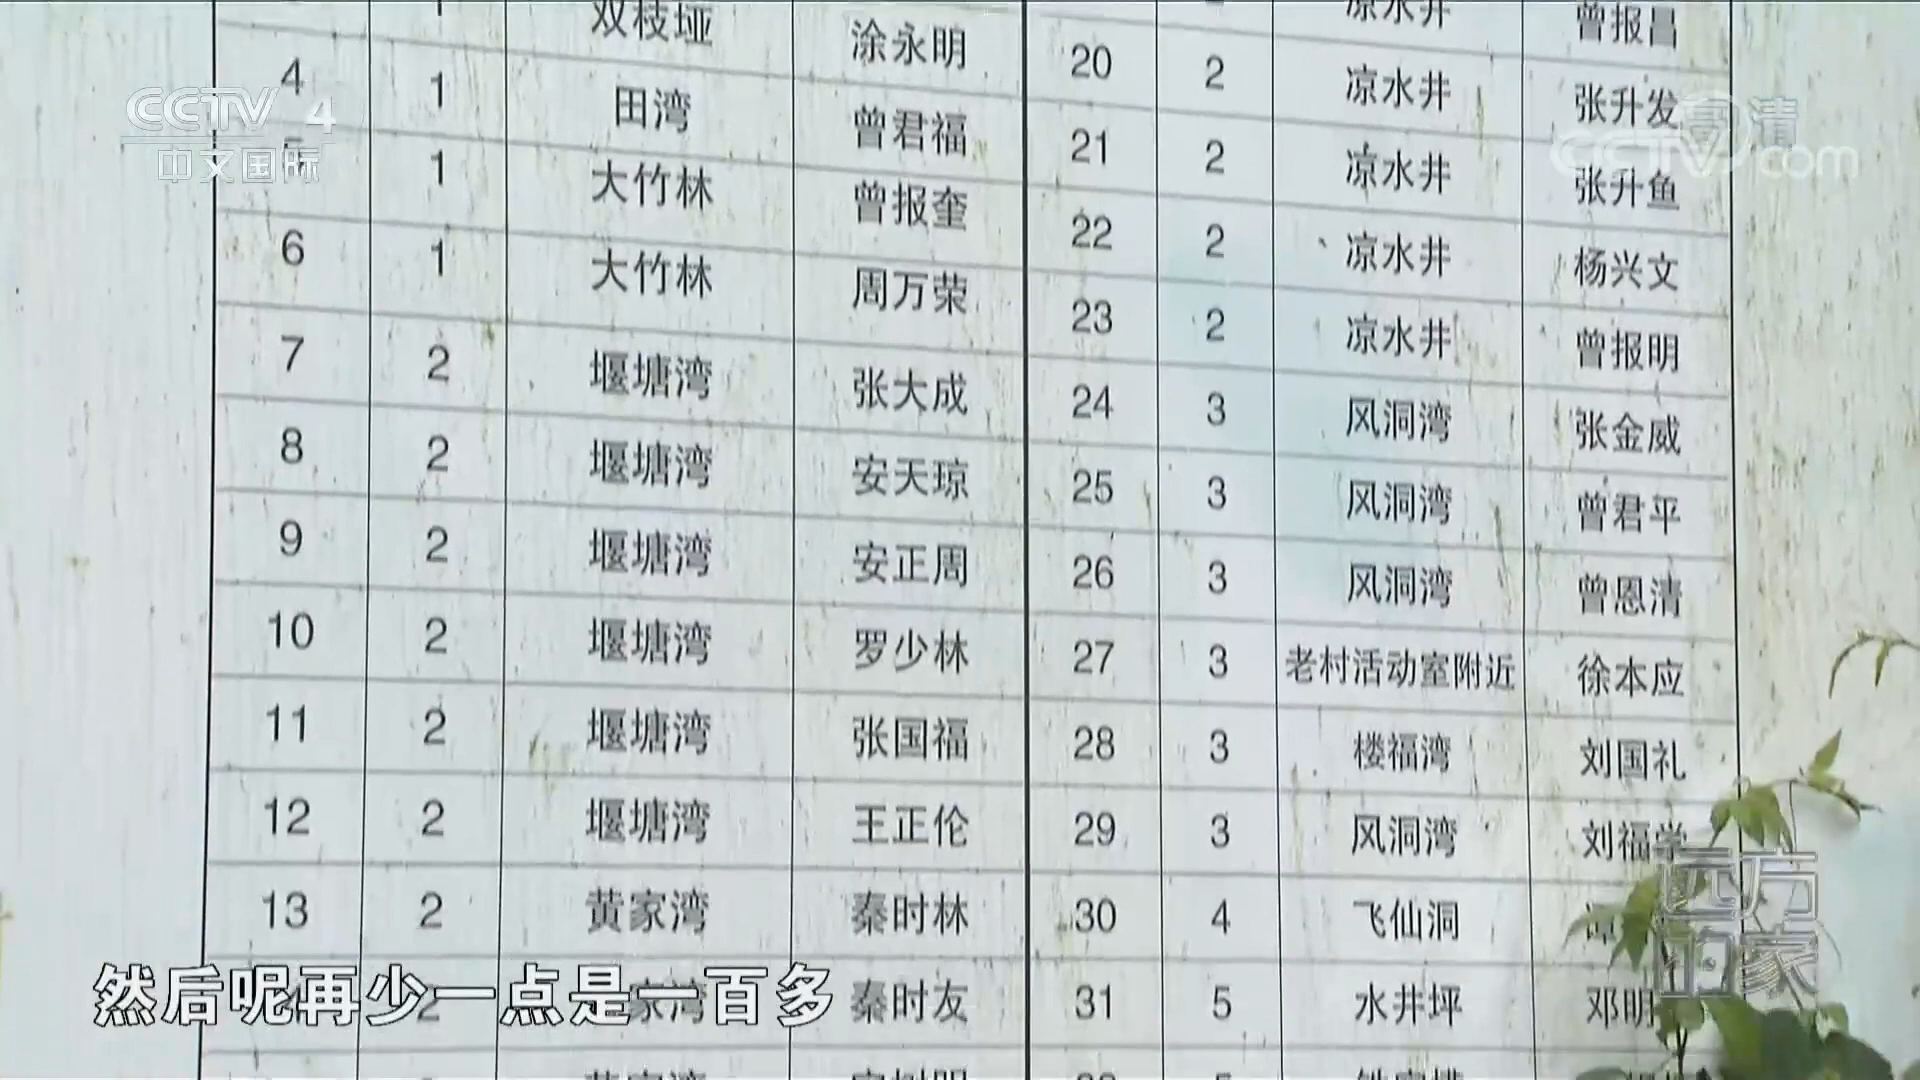 双枝垭 涂永明
4 1 田湾 曾君福
1 大竹林 曾报奎
6 1 大竹林 周万荣
7 2 堰塘湾 张大成
8 2 堰塘湾 安天琼
9 2 堰塘湾 安正周
10 2 堰塘湾 罗少林
11 2 堰塘湾 张国福
12 2 堰塘湾 王正伦
13 2 黄家湾 秦时林
2 家湾 秦时友
凉水井 曾报昌
20 2 凉水井 张升发
21 2 凉水井 张升鱼
22 2 凉水井 杨兴文
23 2 凉水井 曾报明
24 3 风洞湾 张金威
25 3 风洞湾 曾君平
26 3 风洞湾 曾恩清
27 3 老村活动室附近 徐本应
28 3 楼福湾 刘国礼
29 3 风洞湾 刘福学
30 4 飞仙洞
31 5 水井坪 邓明
CCTV 4
中文国际
高清
CCTV.com
远方
的家
然后呢再少一点是一百多